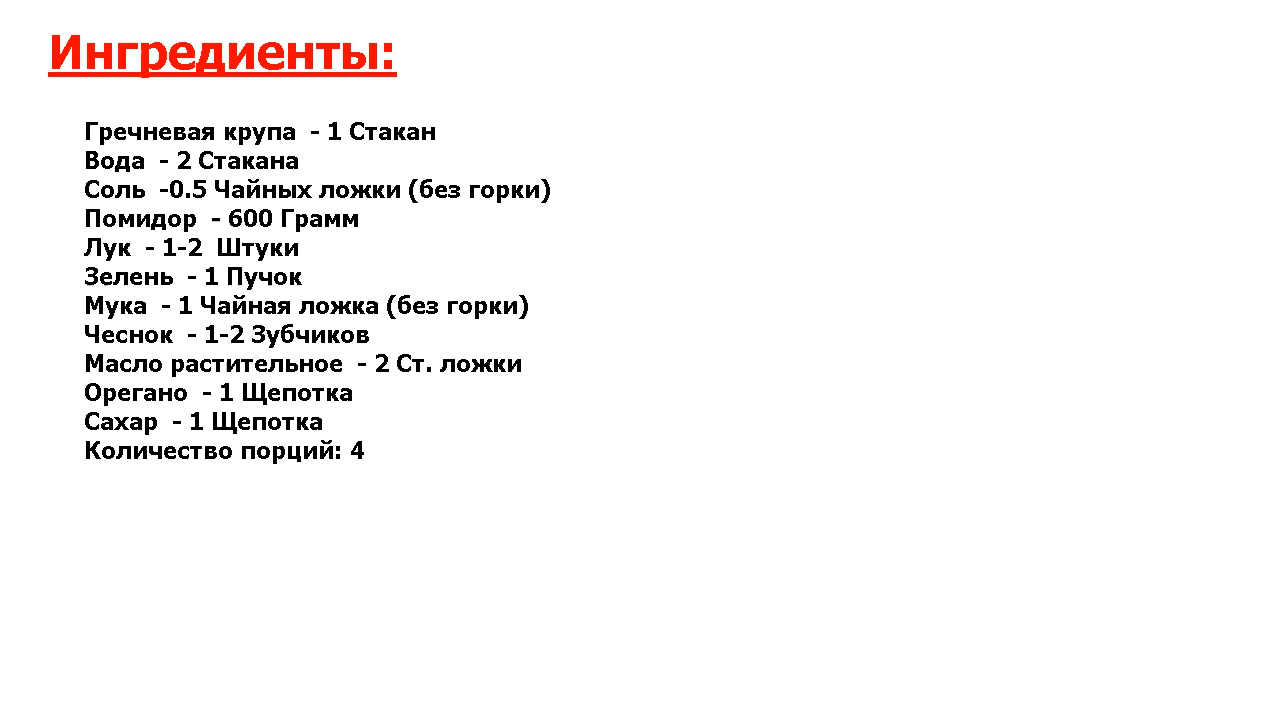 Ингредиенты:
Гречневая крупа  - 1 Стакан
Вода  - 2 Стакана
Соль  -0.5 Чайных ложки (без горки)
Помидор  - 600 Грамм
Лук  - 1-2  Штуки
Зелень  - 1 Пучок
Мука  - 1 Чайная ложка (без горки)
Чеснок  - 1-2 Зубчиков
Масло растительное  - 2 Ст. ложки
Орегано  - 1 Щепотка
Сахар  - 1 Щепотка
Количество порций: 4